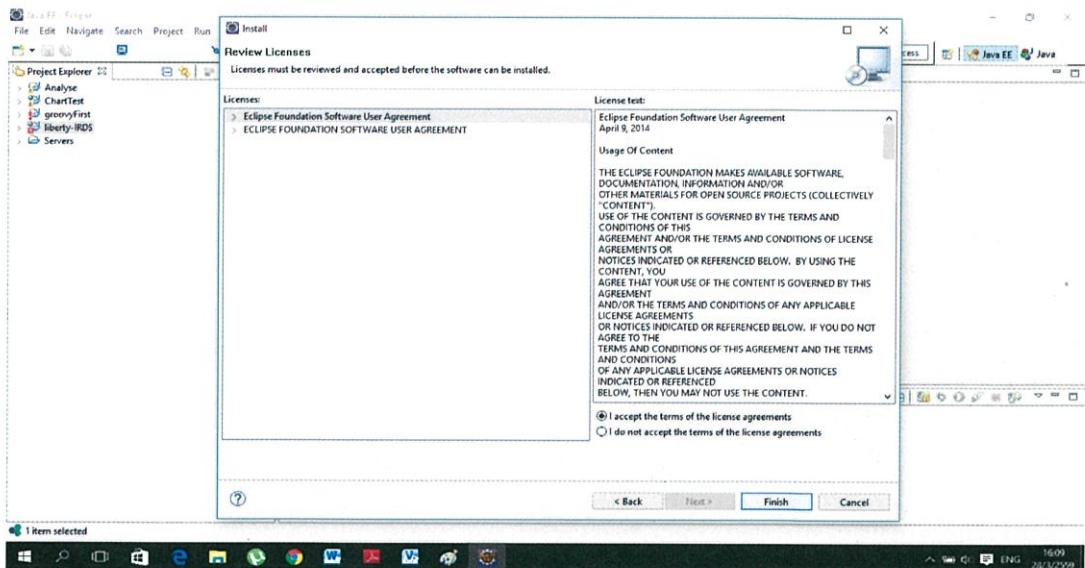 Java EE - Eclipse
File Edit Navigate Search Project Run
Install
Review Licenses
Licenses must be reviewed and accepted before the software can be installed.
Java EE Java
Project Explorer
Analyse
ChartTest
groovyFirst
liberty-IRDS
Servers
Licenses:
Eclipse Foundation Software User Agreement
ECLIPSE FOUNDATION SOFTWARE USER AGREEMENT
License text:
Eclipse Foundation Software User Agreement
April 9, 2014
Usage Of Content
THE ECLIPSE FOUNDATION MAKES AVAILABLE SOFTWARE,
DOCUMENTATION, INFORMATION AND/OR
OTHER MATERIALS FOR OPEN SOURCE PROJECTS (COLLECTIVELY
"CONTENT").
USE OF THE CONTENT IS GOVERNED BY THE TERMS AND
CONDITIONS OF THIS
AGREEMENT AND/OR THE TERMS AND CONDITIONS OF LICENSE
AGREEMENTS OR
NOTICES INDICATED OR REFERENCED BELOW. BY USING THE
CONTENT, YOU
AGREE THAT YOUR USE OF THE CONTENT IS GOVERNED BY THIS
AGREEMENT
AND/OR THE TERMS AND CONDITIONS OF ANY APPLICABLE
LICENSE AGREEMENTS
OR NOTICES INDICATED OR REFERENCED BELOW. IF YOU DO NOT
AGREE TO THE
TERMS AND CONDITIONS OF THIS AGREEMENT AND THE TERMS
AND CONDITIONS
OF ANY APPLICABLE LICENSE AGREEMENTS OR NOTICES
INDICATED OR REFERENCED
BELOW, THEN YOU MAY NOT USE THE CONTENT.
I accept the terms of the license agreements
I do not accept the terms of the license agreements
< Back Next > Finish Cancel
1 item selected
ENG
16:09
28/3/2559